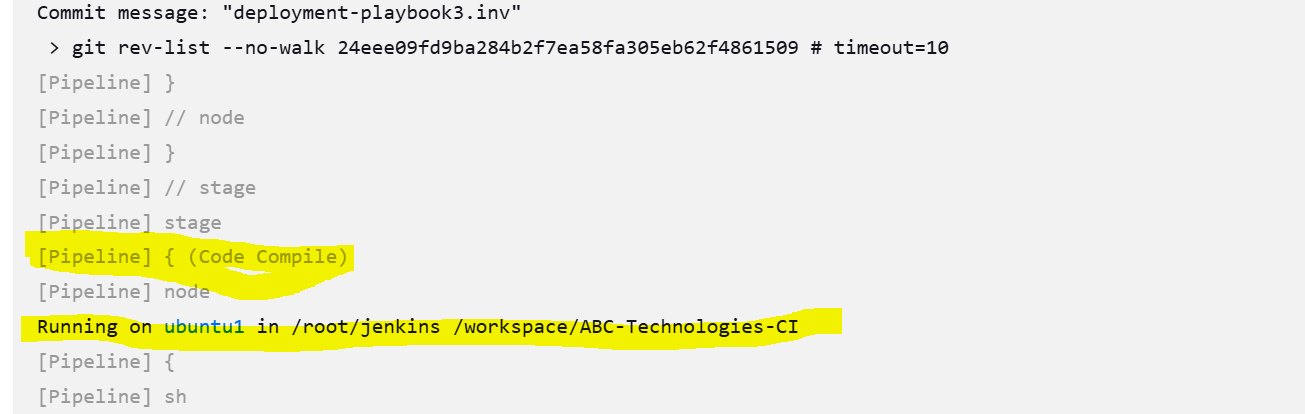 Commit message: "deployment-playbook3.inv"
> git rev-list --no-walk 24eee09fd9ba284b2f7ea58fa305eb62f4861509 # timeout=10
[Pipeline] }
[Pipeline] // node
[Pipeline] }
[Pipeline] // stage
[Pipeline] stage
[Pipeline] { (Code Compile)
[Pipeline] node
Running on ubuntu1 in /root/jenkins /workspace/ABC-Technologies-CI
[Pipeline] {
[Pipeline] sh